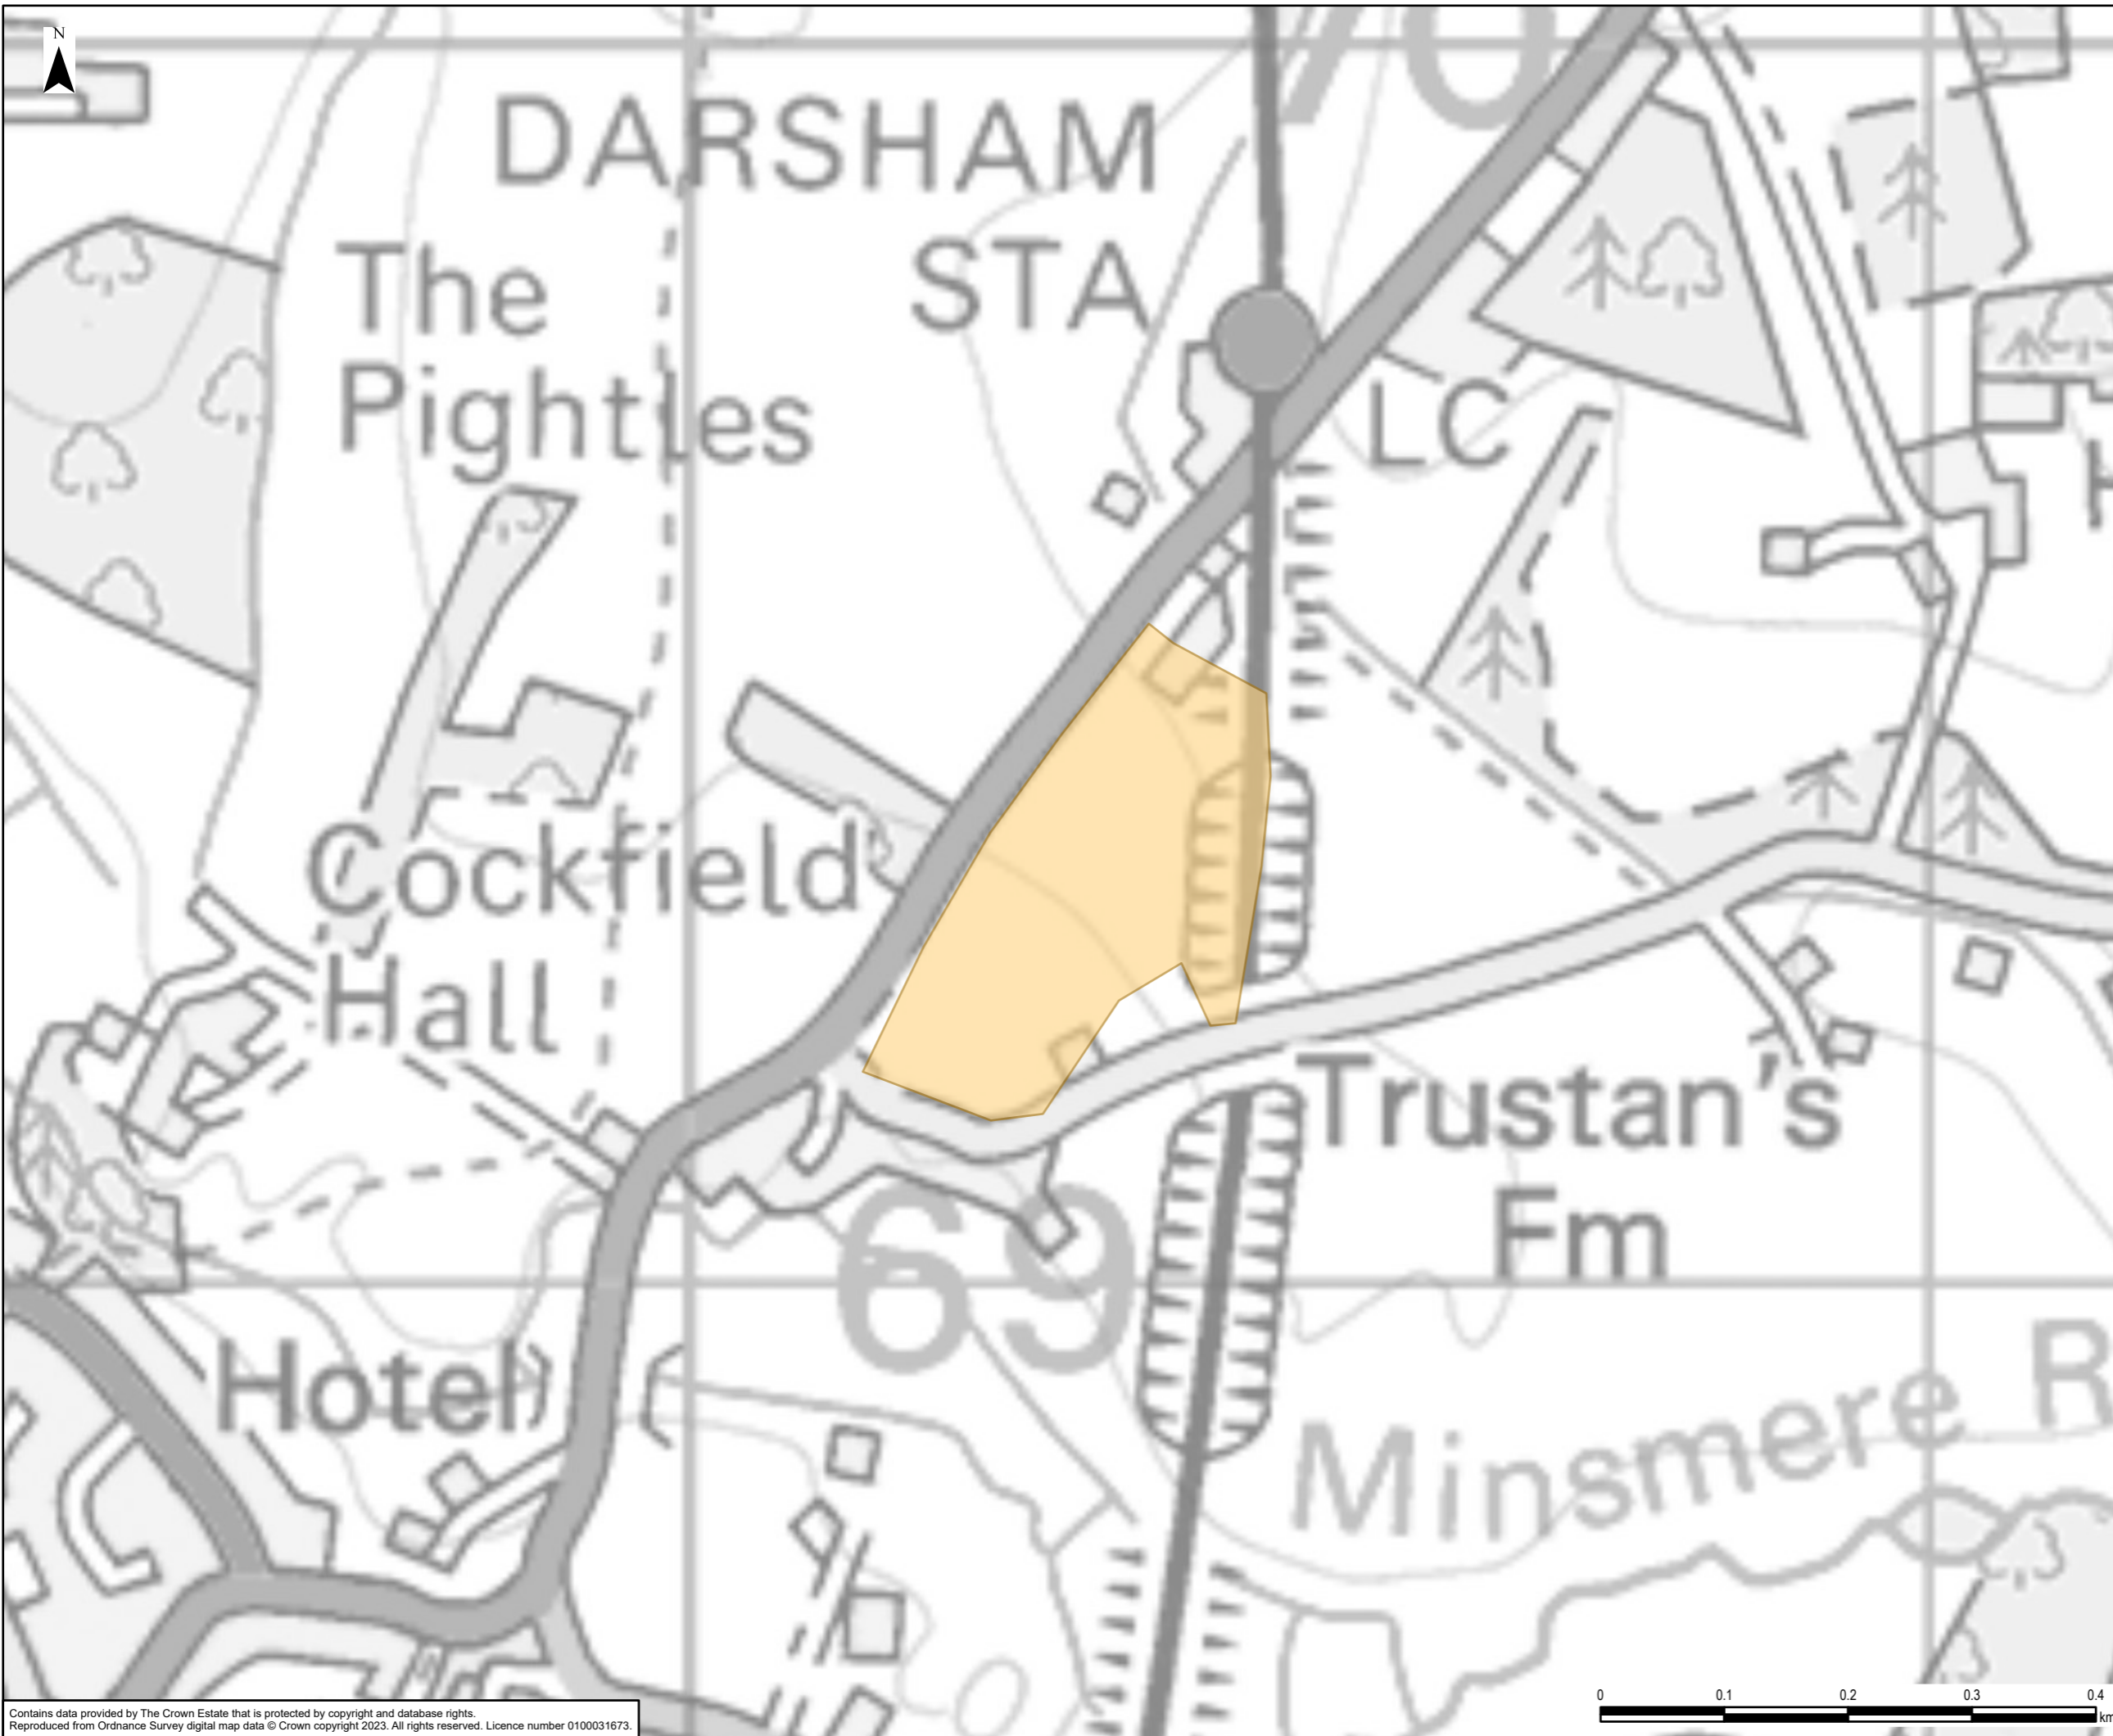 N
70
DARSHAM
STA
The
Pightles
LC
Cockfield
Hall
Trustan's
Fm
69
Hotel
Minsmere R
0 0.1 0.2 0.3 0.4
km
Contains data provided by The Crown Estate that is protected by copyright and database rights.
Reproduced from Ordnance Survey digital map data © Crown copyright 2023. All rights reserved. Licence number 0100031673.